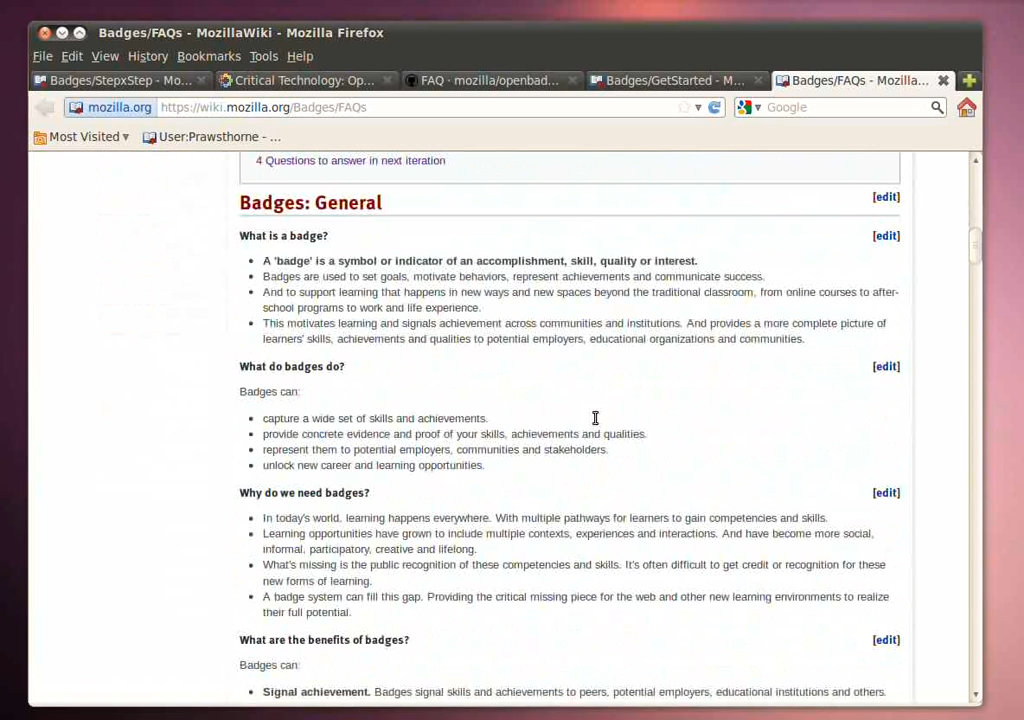 Badges/FAQs - MozillaWiki - Mozilla Firefox
File Edit View History Bookmarks Tools Help
Badges/StepxStep - Mo... Critical Technology: Op... FAQ · mozilla/openbad... Badges/GetStarted - M... Badges/FAQs - Mozilla...
mozilla.org https://wiki.mozilla.org/Badges/FAQs Google
Most Visited User:Prawsthorne - ...
4 Questions to answer in next iteration
Badges: General [edit]
What is a badge? [edit]
A 'badge' is a symbol or indicator of an accomplishment, skill, quality or interest.
Badges are used to set goals, motivate behaviors, represent achievements and communicate success.
And to support learning that happens in new ways and new spaces beyond the traditional classroom, from online courses to after-
school programs to work and life experience.
This motivates learning and signals achievement across communities and institutions. And provides a more complete picture of
learners' skills, achievements and qualities to potential employers, educational organizations and communities.
What do badges do? [edit]
Badges can:
capture a wide set of skills and achievements.
provide concrete evidence and proof of your skills, achievements and qualities.
represent them to potential employers, communities and stakeholders.
unlock new career and learning opportunities.
Why do we need badges? [edit]
In today's world, learning happens everywhere. With multiple pathways for learners to gain competencies and skills.
Learning opportunities have grown to include multiple contexts, experiences and interactions. And have become more social,
informal, participatory, creative and lifelong.
What's missing is the public recognition of these competencies and skills. It's often difficult to get credit or recognition for these
new forms of learning.
A badge system can fill this gap. Providing the critical missing piece for the web and other new learning environments to realize
their full potential.
What are the benefits of badges? [edit]
Badges can:
Signal achievement. Badges signal skills and achievements to peers, potential employers, educational institutions and others.